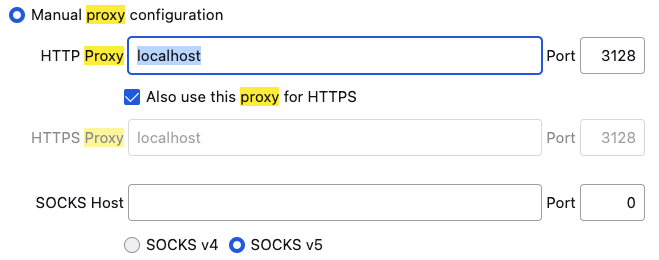 Manual proxy configuration
HTTP Proxy localhost Port 3128
Also use this proxy for HTTPS
HTTPS Proxy localhost Port 3128
SOCKS Host Port 0
SOCKS v4 SOCKS v5